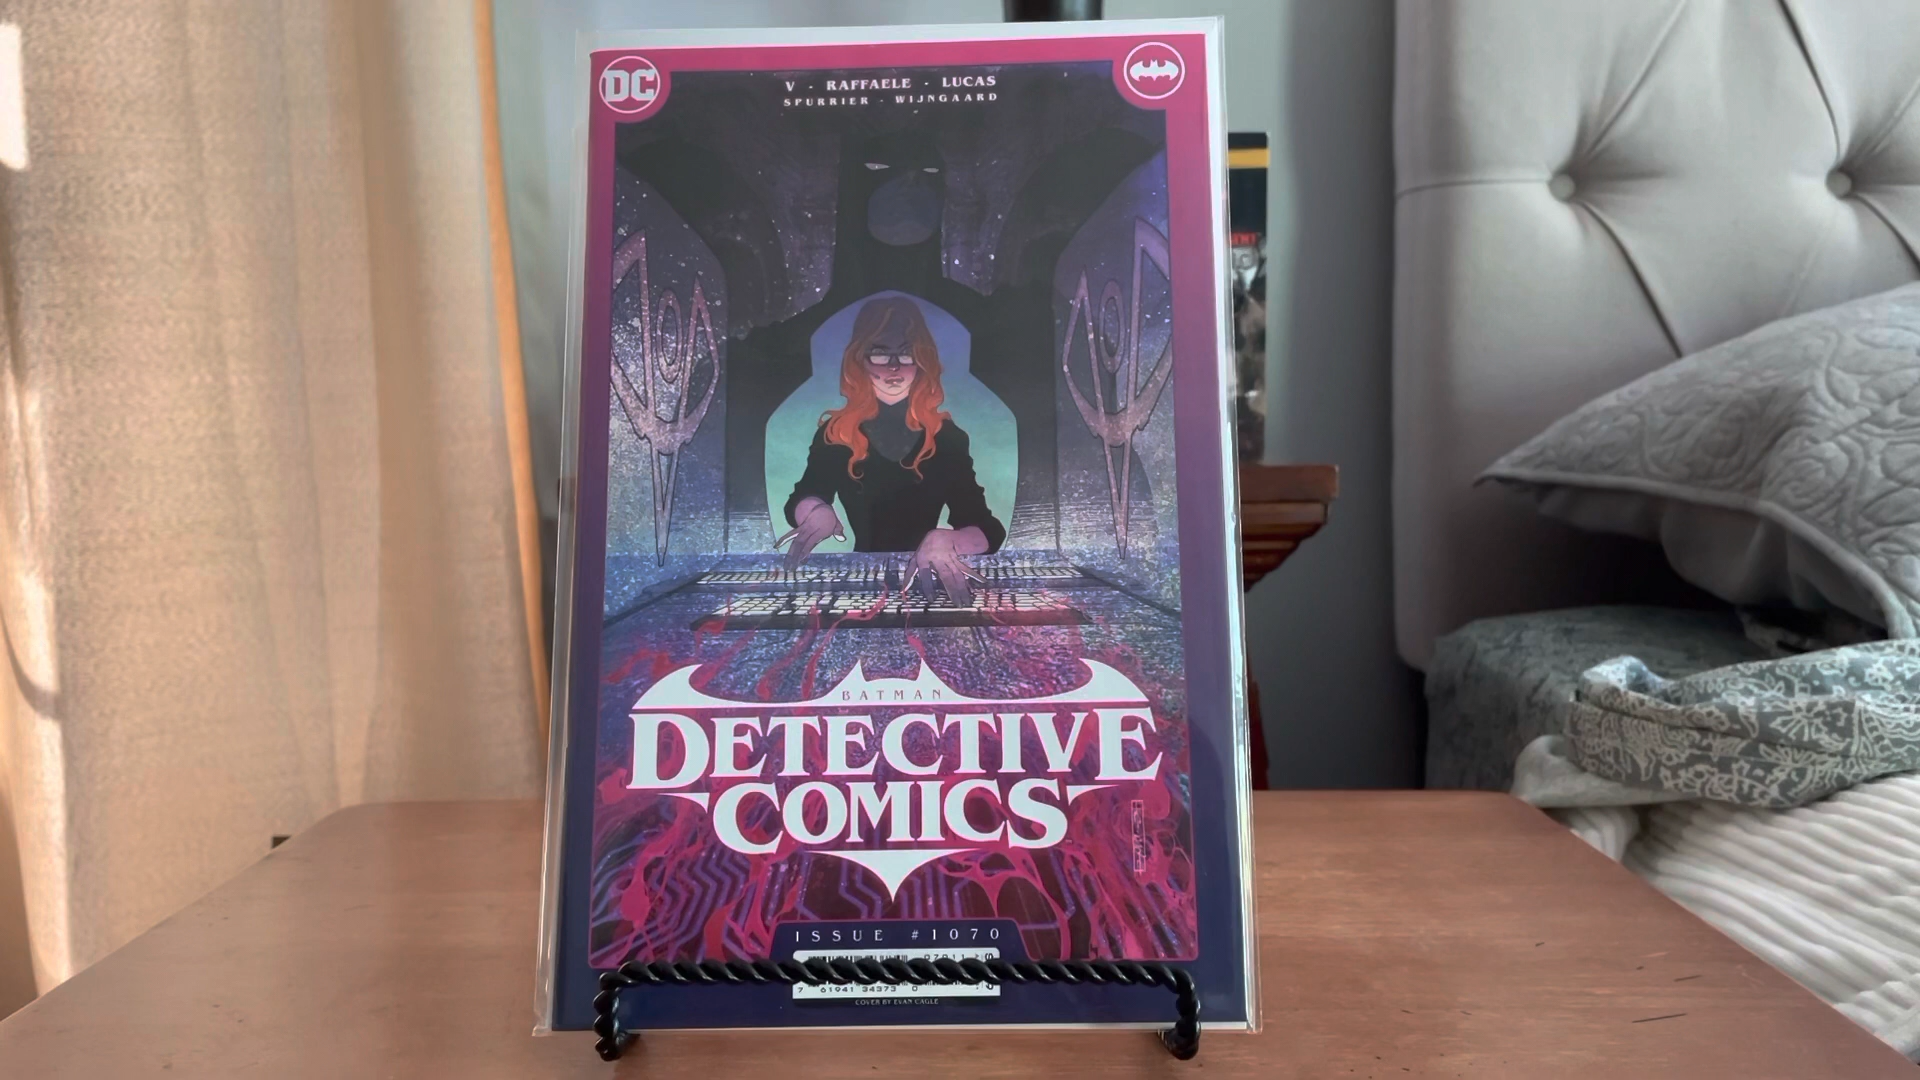 DC
V · RAFFAELE · LUCAS
SPURRIER · WIJNGAARD
BATMAN
DETECTIVE
COMICS
ISSUE #1070
7 61941 34373 0
COVER BY EVAN CAGLE